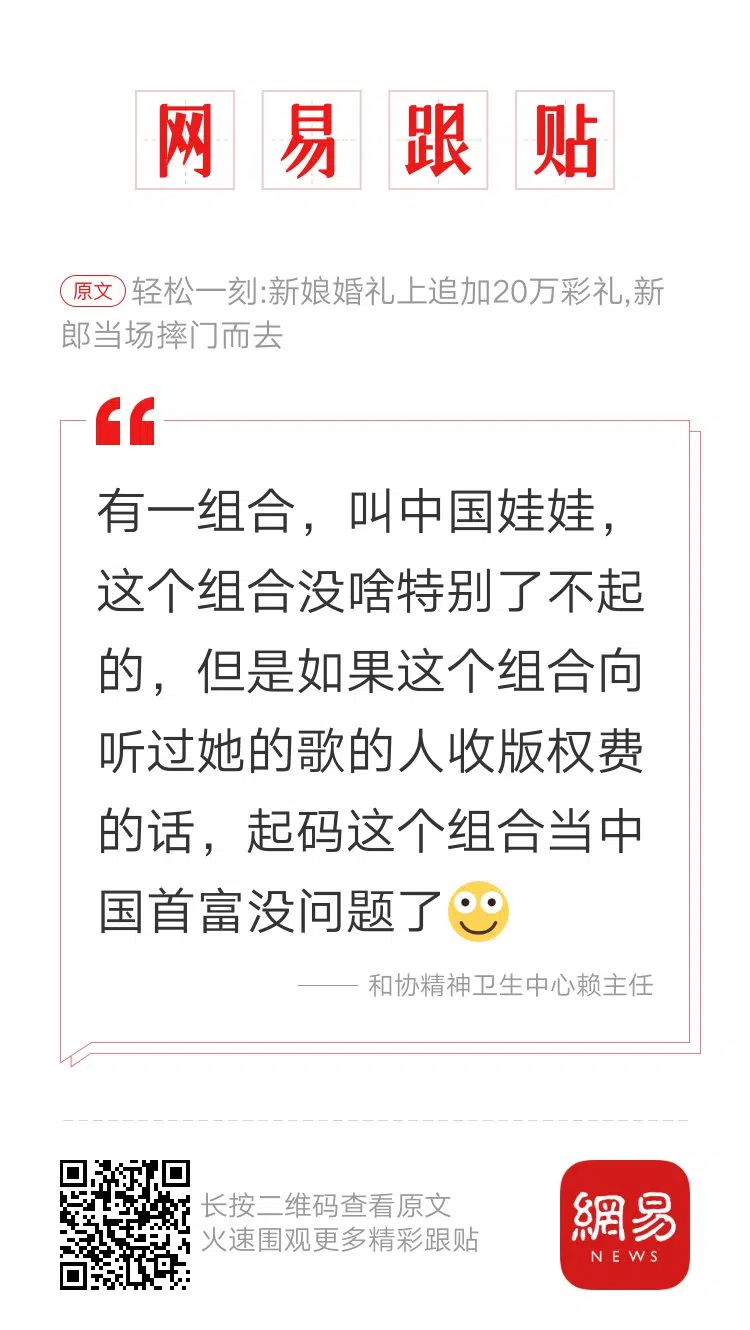 网易跟贴
原文 轻松一刻:新娘婚礼上追加20万彩礼,新
郎当场摔门而去
有一组合，叫中国娃娃，
这个组合没啥特别了不起
的，但是如果这个组合向
听过她的歌的人收版权费
的话，起码这个组合当中
国首富没问题了
—— 和协精神卫生中心赖主任
长按二维码查看原文
火速围观更多精彩跟贴
網易
NEWS